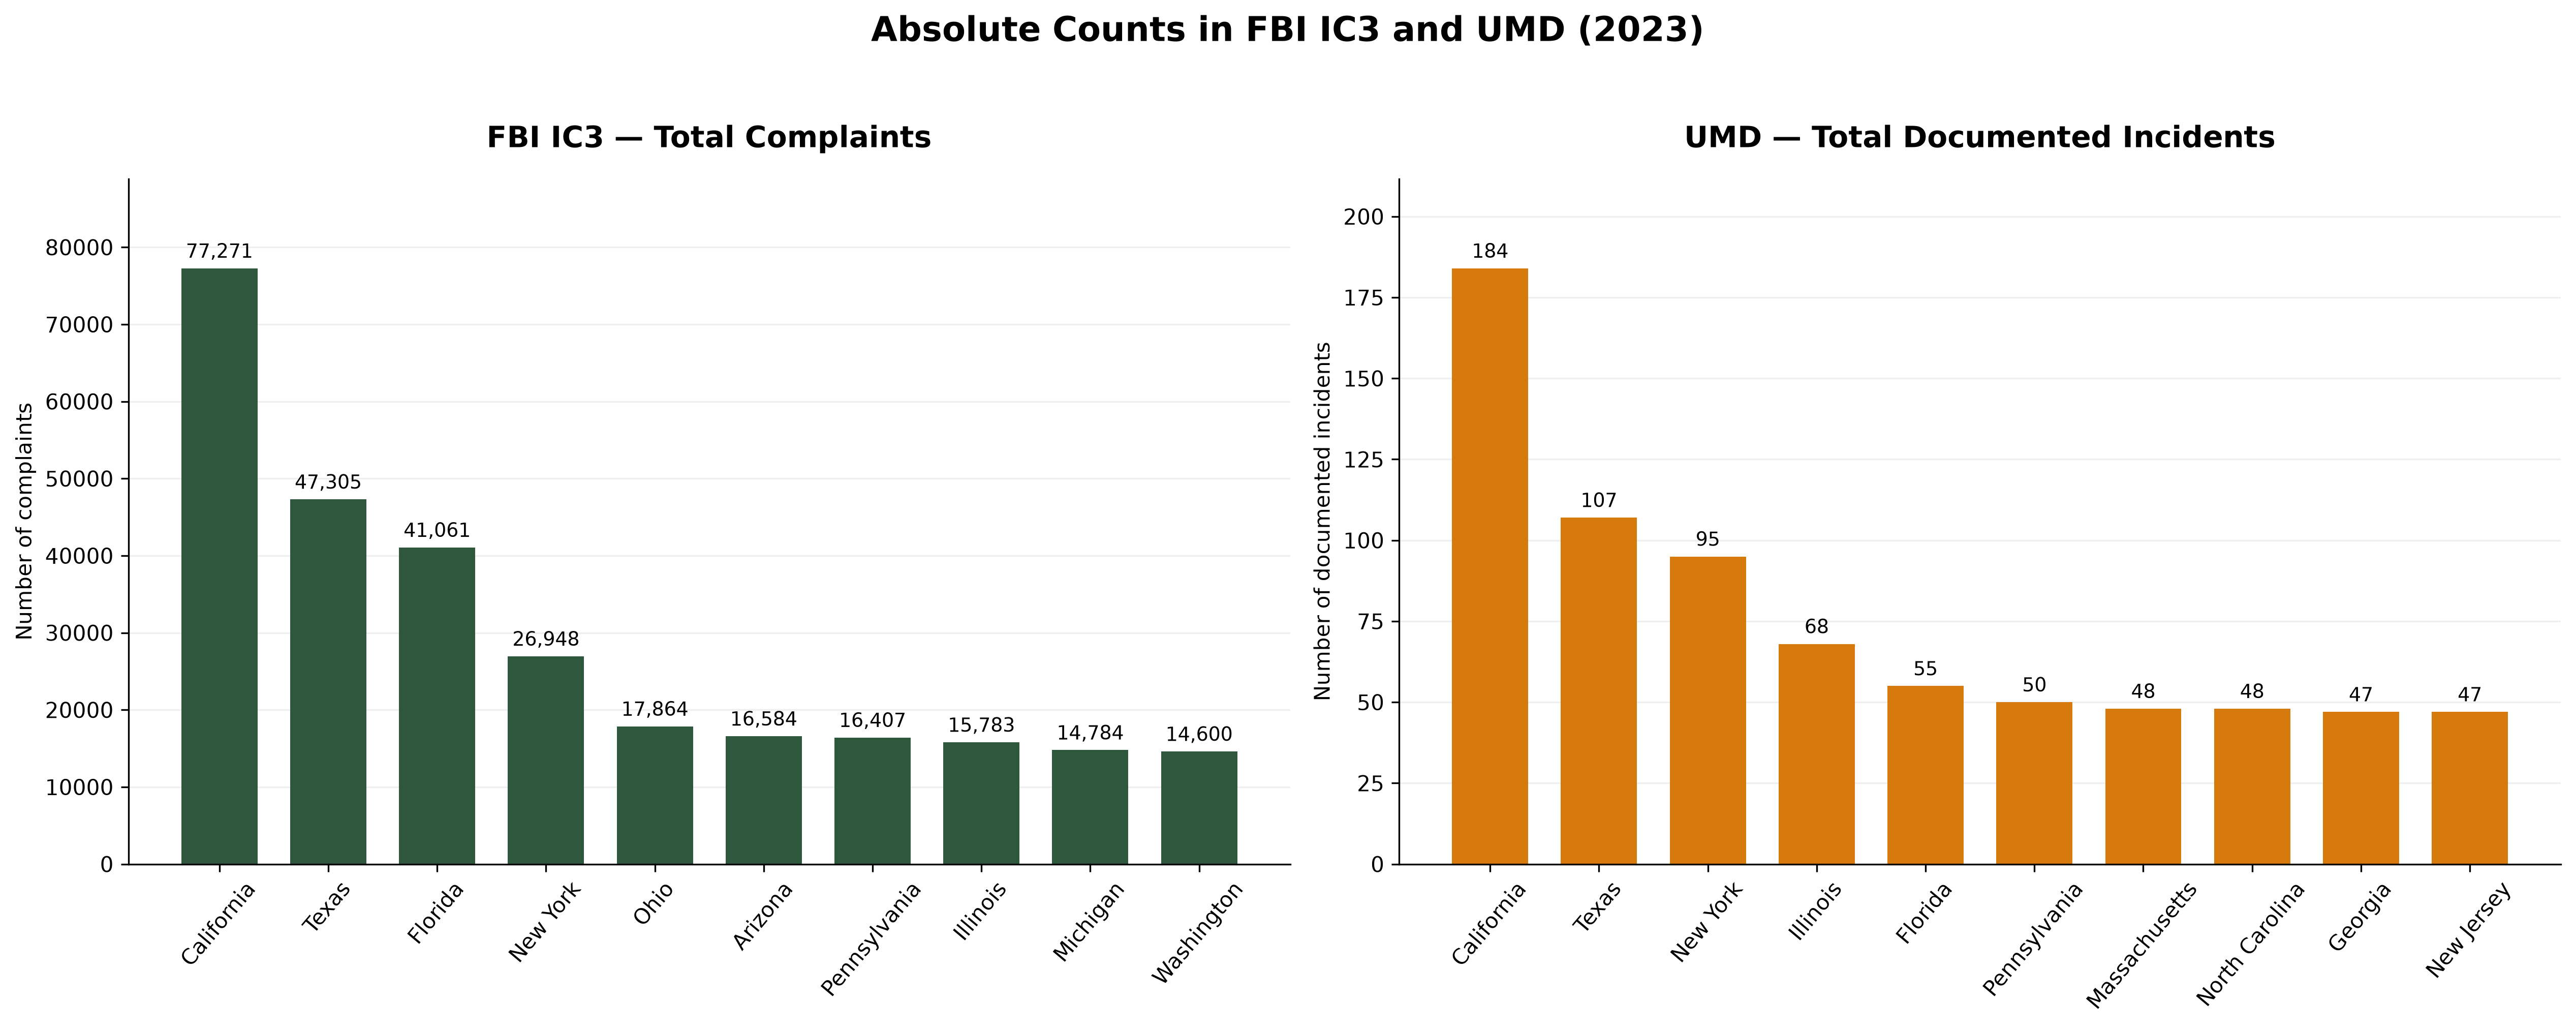 Absolute Counts in FBI IC3 and UMD (2023)
FBI IC3 — Total Complaints
Number of complaints
80000
70000
60000
50000
40000
30000
20000
10000
0
77,271
47,305
41,061
26,948
17,864
16,584
16,407
15,783
14,784
14,600
California
Texas
Florida
New York
Ohio
Arizona
Pennsylvania
Illinois
Michigan
Washington
UMD — Total Documented Incidents
Number of documented incidents
200
175
150
125
100
75
50
25
0
184
107
95
68
55
50
48
48
47
47
California
Texas
New York
Illinois
Florida
Pennsylvania
Massachusetts
North Carolina
Georgia
New Jersey